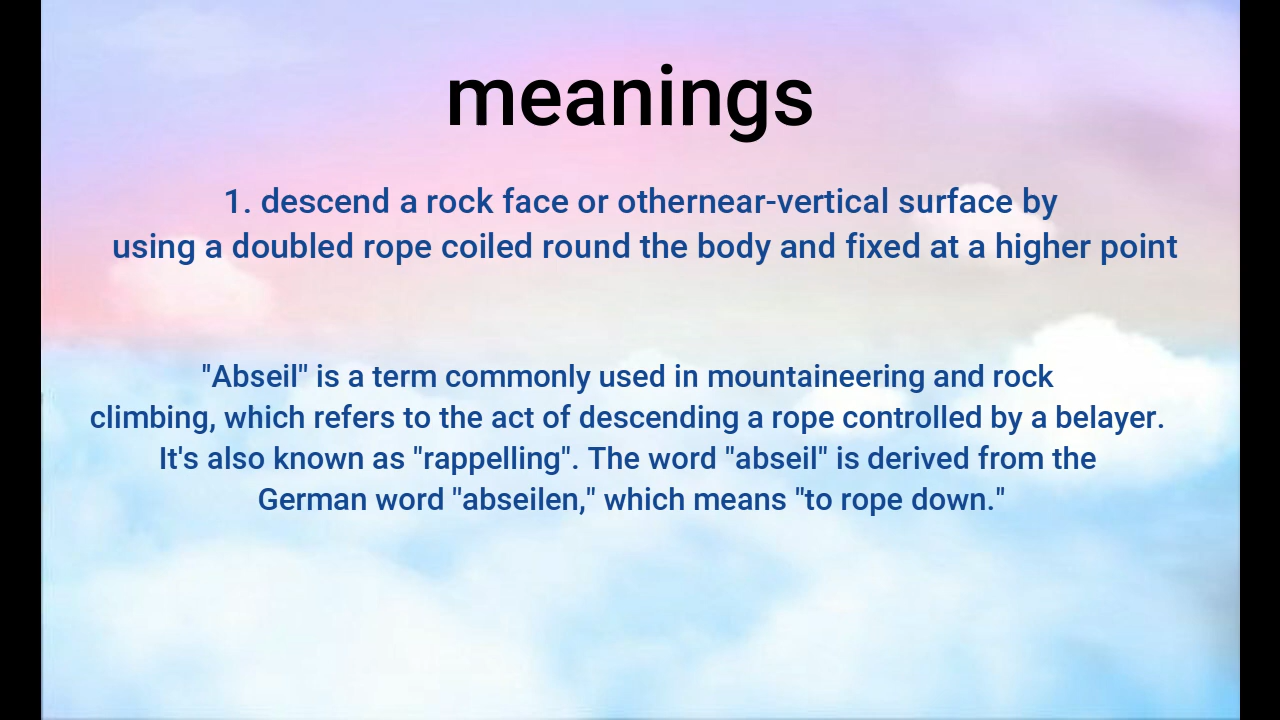 meanings
1. descend a rock face or othernear-vertical surface by
using a doubled rope coiled round the body and fixed at a higher point
"Abseil" is a term commonly used in mountaineering and rock
climbing, which refers to the act of descending a rope controlled by a belayer.
It's also known as "rappelling". The word "abseil" is derived from the
German word "abseilen," which means "to rope down."